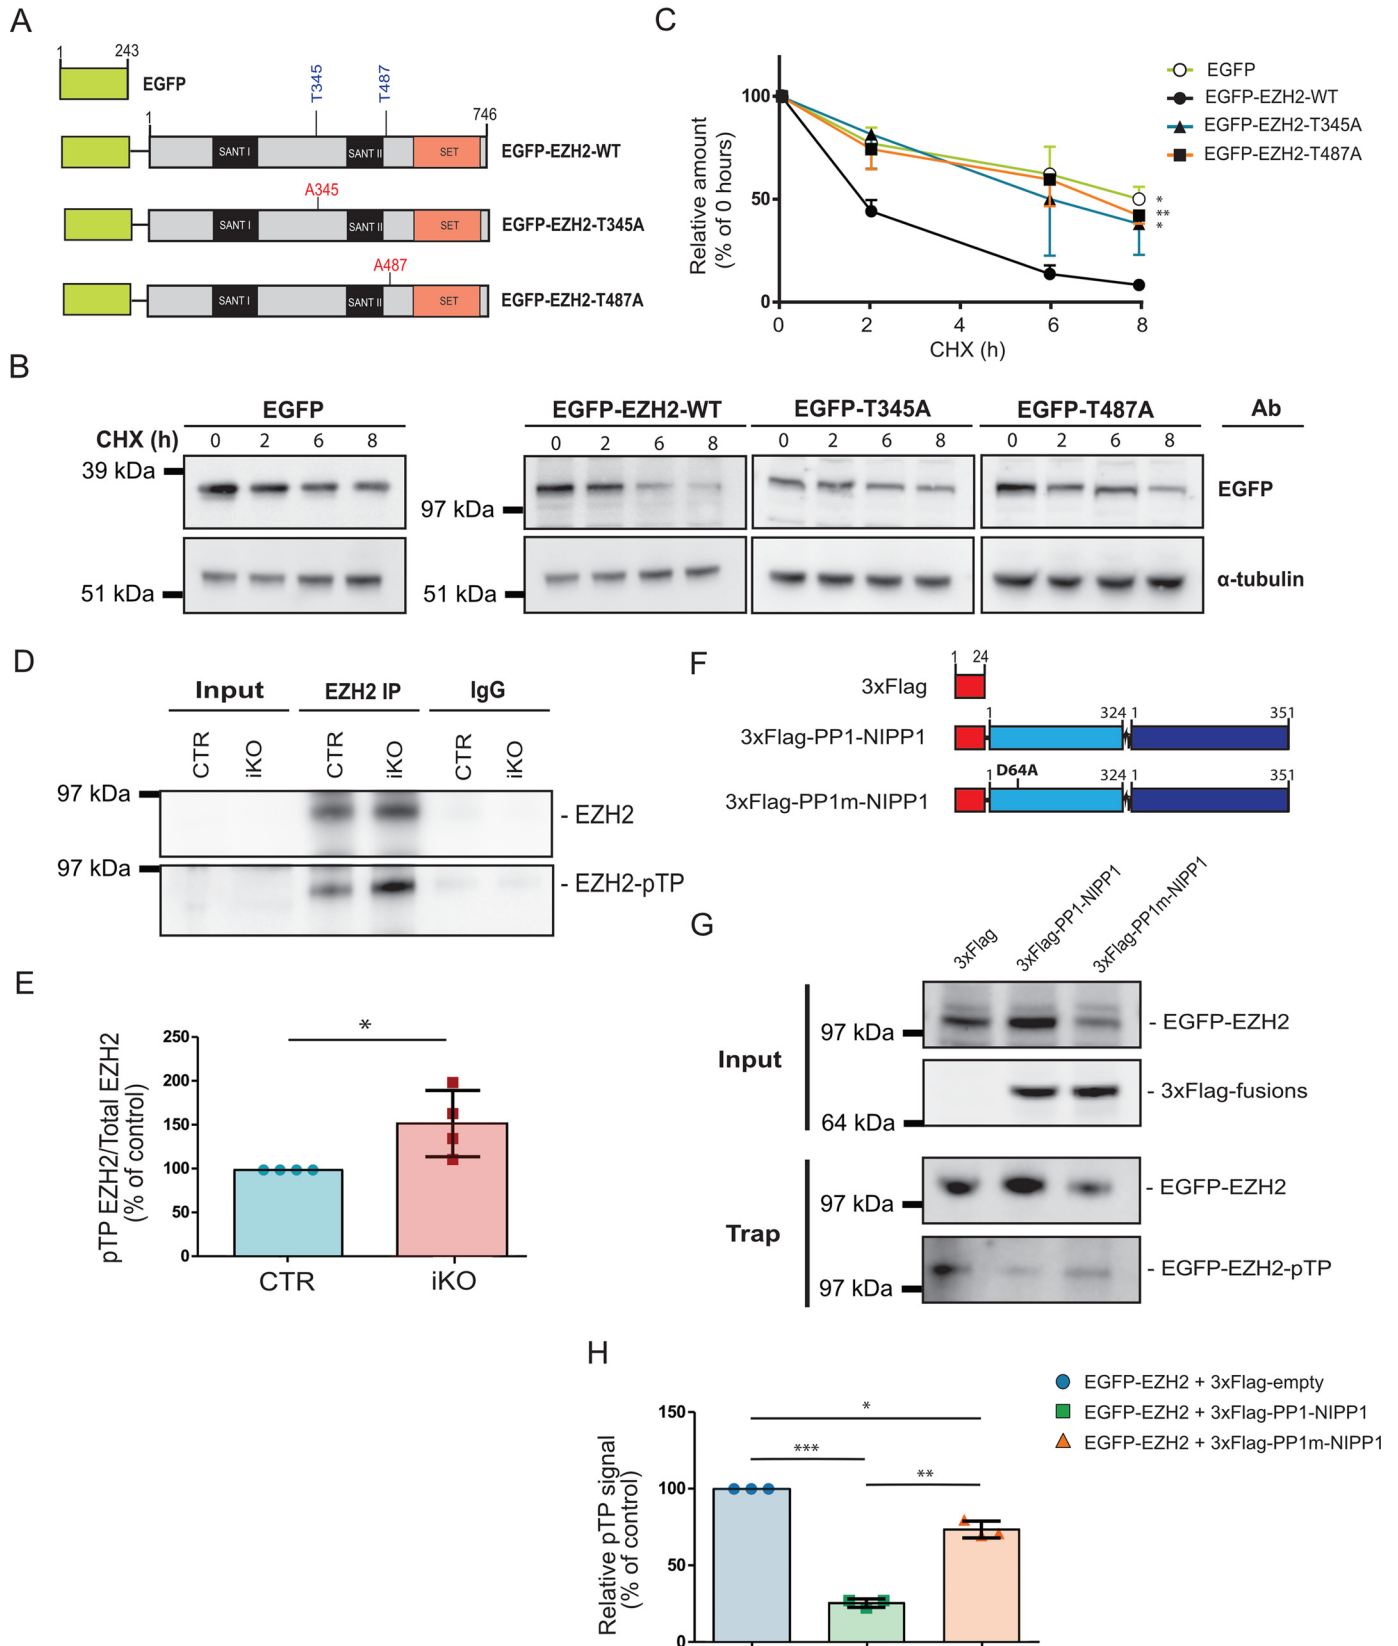 A
1 243
EGFP
T345
T487
1 746
SANT I SANT II SET
EGFP-EZH2-WT
A345
SANT I SANT II SET
EGFP-EZH2-T345A
A487
SANT I SANT II SET
EGFP-EZH2-T487A
C
Relative amount
(% of 0 hours)
100
50
0
0 2 4 6 8
CHX (h)
*
**
*
EGFP
EGFP-EZH2-WT
EGFP-EZH2-T345A
EGFP-EZH2-T487A
B
EGFP EGFP-EZH2-WT EGFP-T345A EGFP-T487A Ab
CHX (h) 0 2 6 8 0 2 6 8 0 2 6 8 0 2 6 8
39 kDa
97 kDa
EGFP
51 kDa 51 kDa
α-tubulin
D
Input EZH2 IP IgG
CTR iKO CTR iKO CTR iKO
97 kDa
- EZH2
97 kDa
- EZH2-pTP
E
pTP EZH2/Total EZH2
(% of control)
250
200
150
100
50
0
*
CTR iKO
F
1 24
3xFlag
1 324 1 351
3xFlag-PP1-NIPP1
D64A
1 324 1 351
3xFlag-PP1m-NIPP1
G
3xFlag 3xFlag-PP1-NIPP1 3xFlag-PP1m-NIPP1
Input
97 kDa
- EGFP-EZH2
- 3xFlag-fusions
64 kDa
Trap
- EGFP-EZH2
97 kDa
- EGFP-EZH2-pTP
97 kDa
H
Relative pTP signal
(% of control)
150
100
50
0
*
***
**
EGFP-EZH2 + 3xFlag-empty
EGFP-EZH2 + 3xFlag-PP1-NIPP1
EGFP-EZH2 + 3xFlag-PP1m-NIPP1